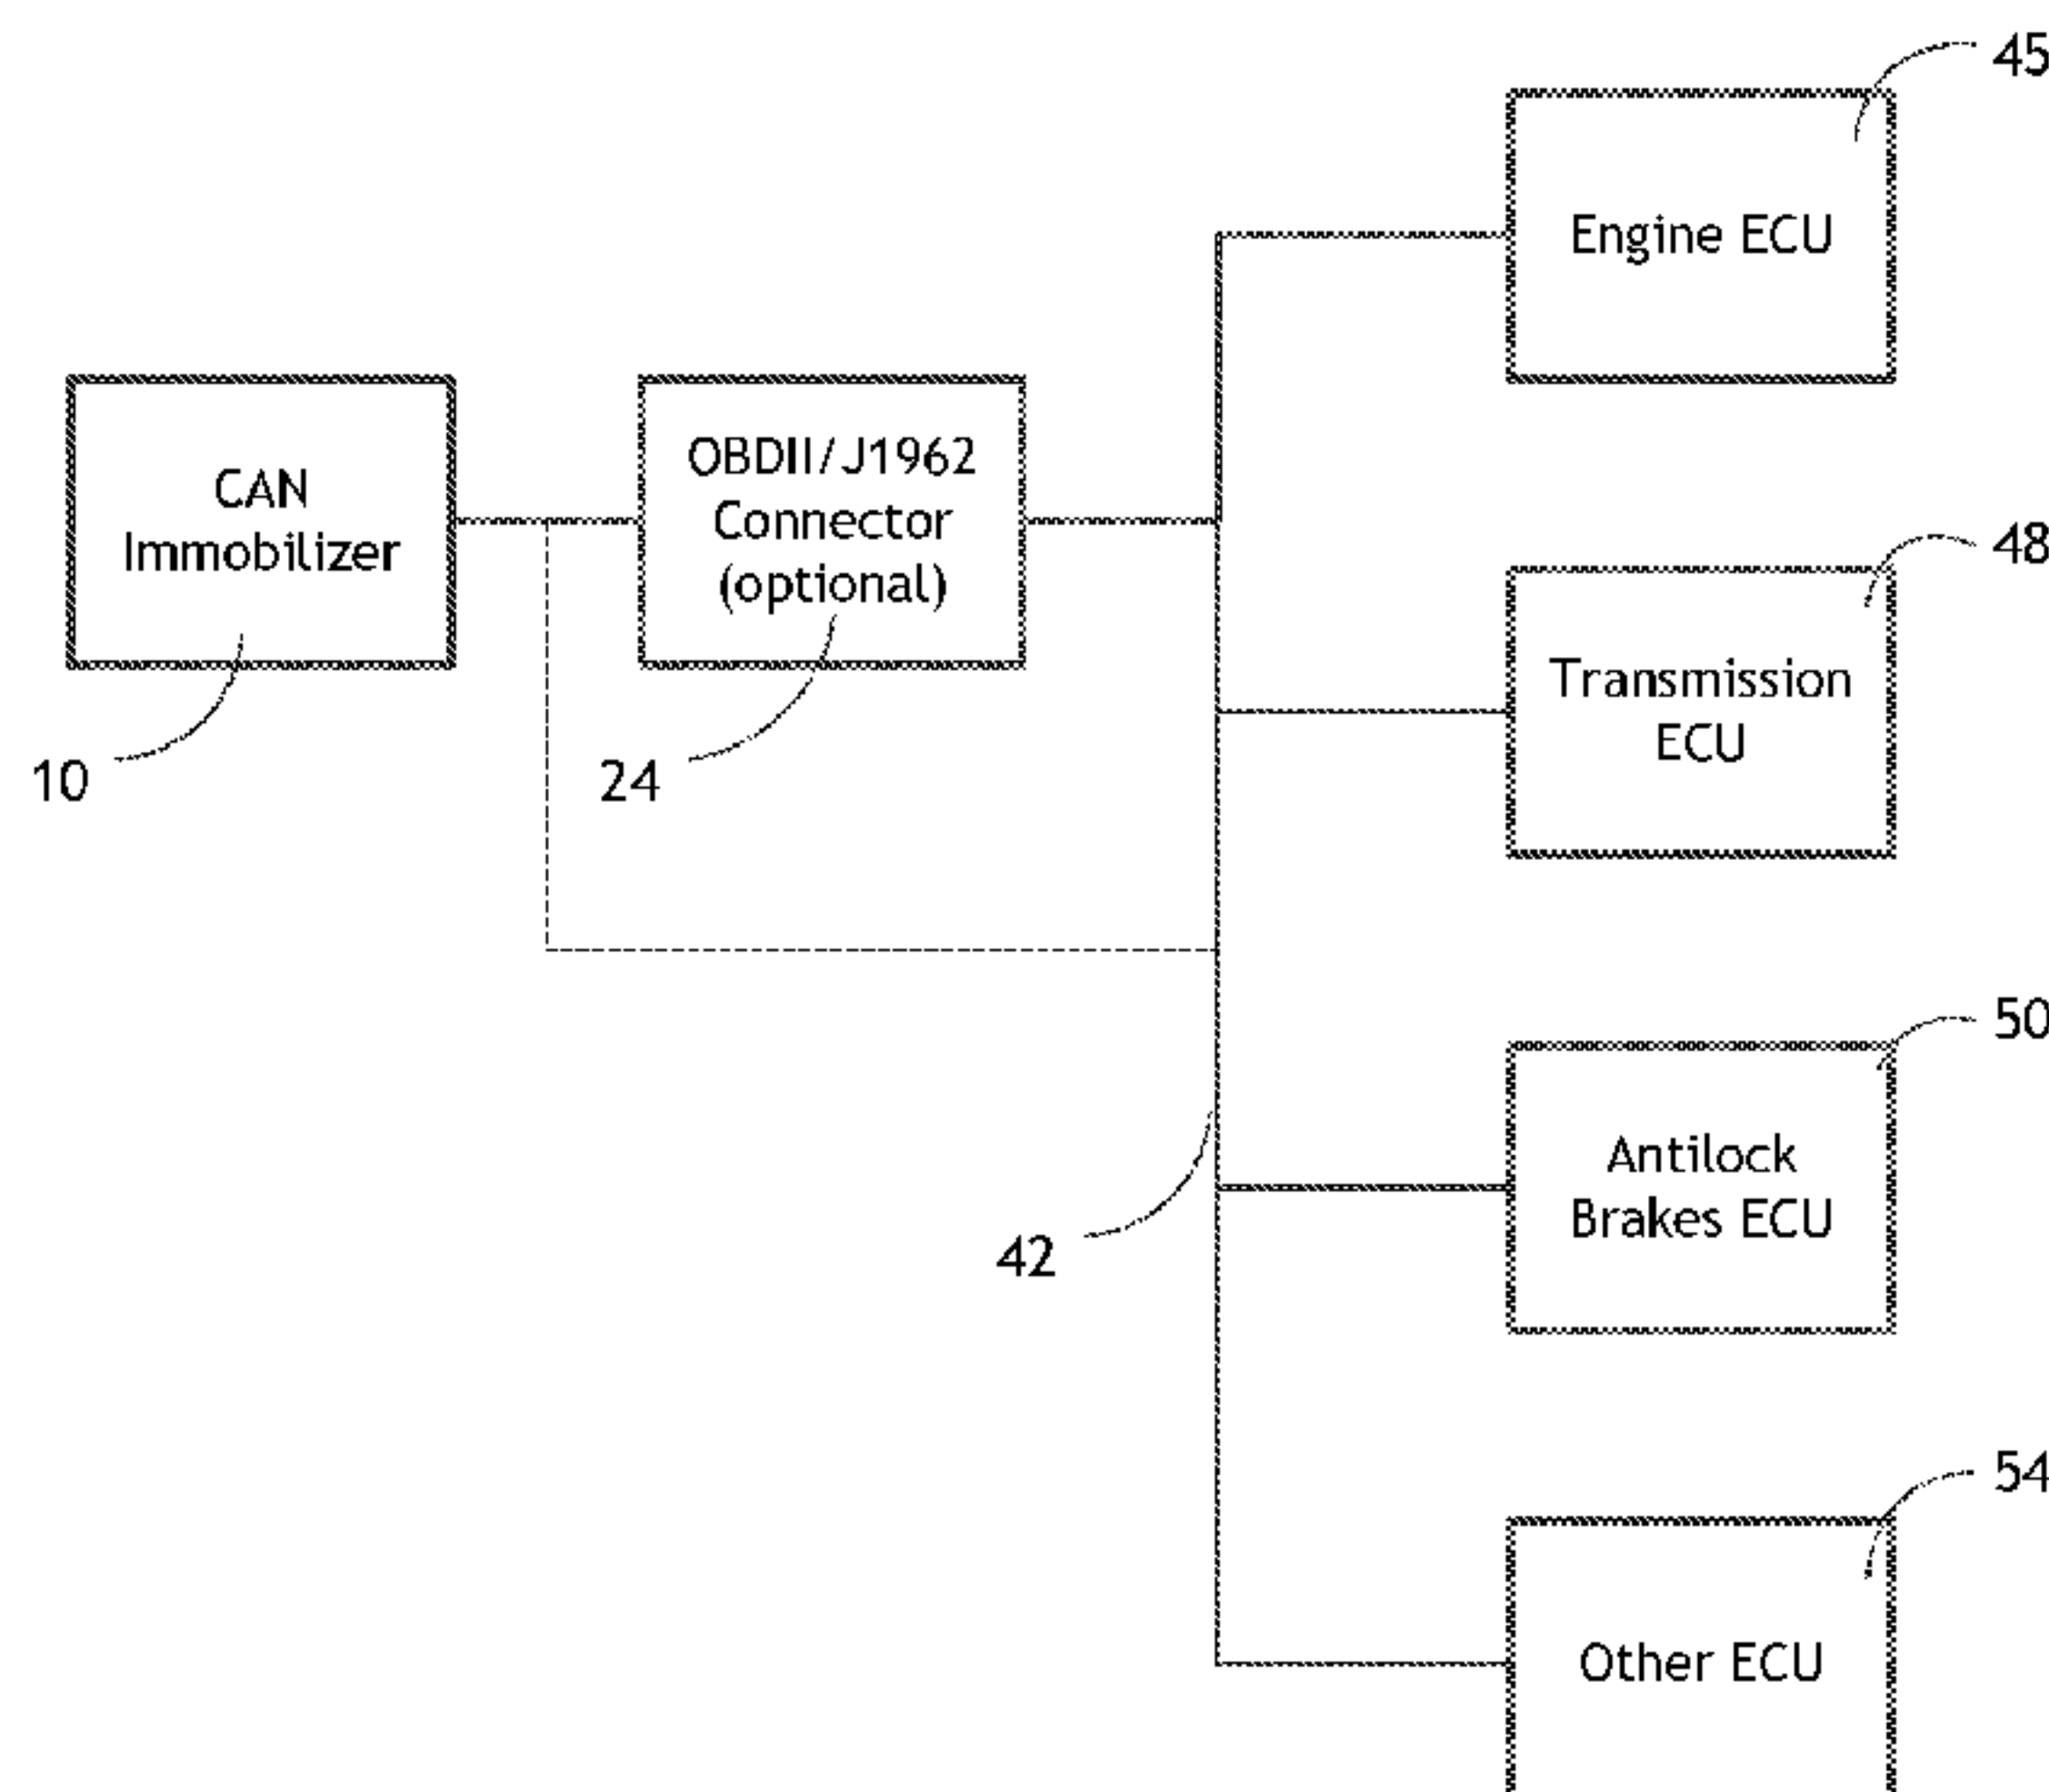 45
Engine ECU
CAN
Immobilizer
10
OBDII/J1962
Connector
(optional)
24
48
Transmission
ECU
50
Antilock
Brakes ECU
42
54
Other ECU